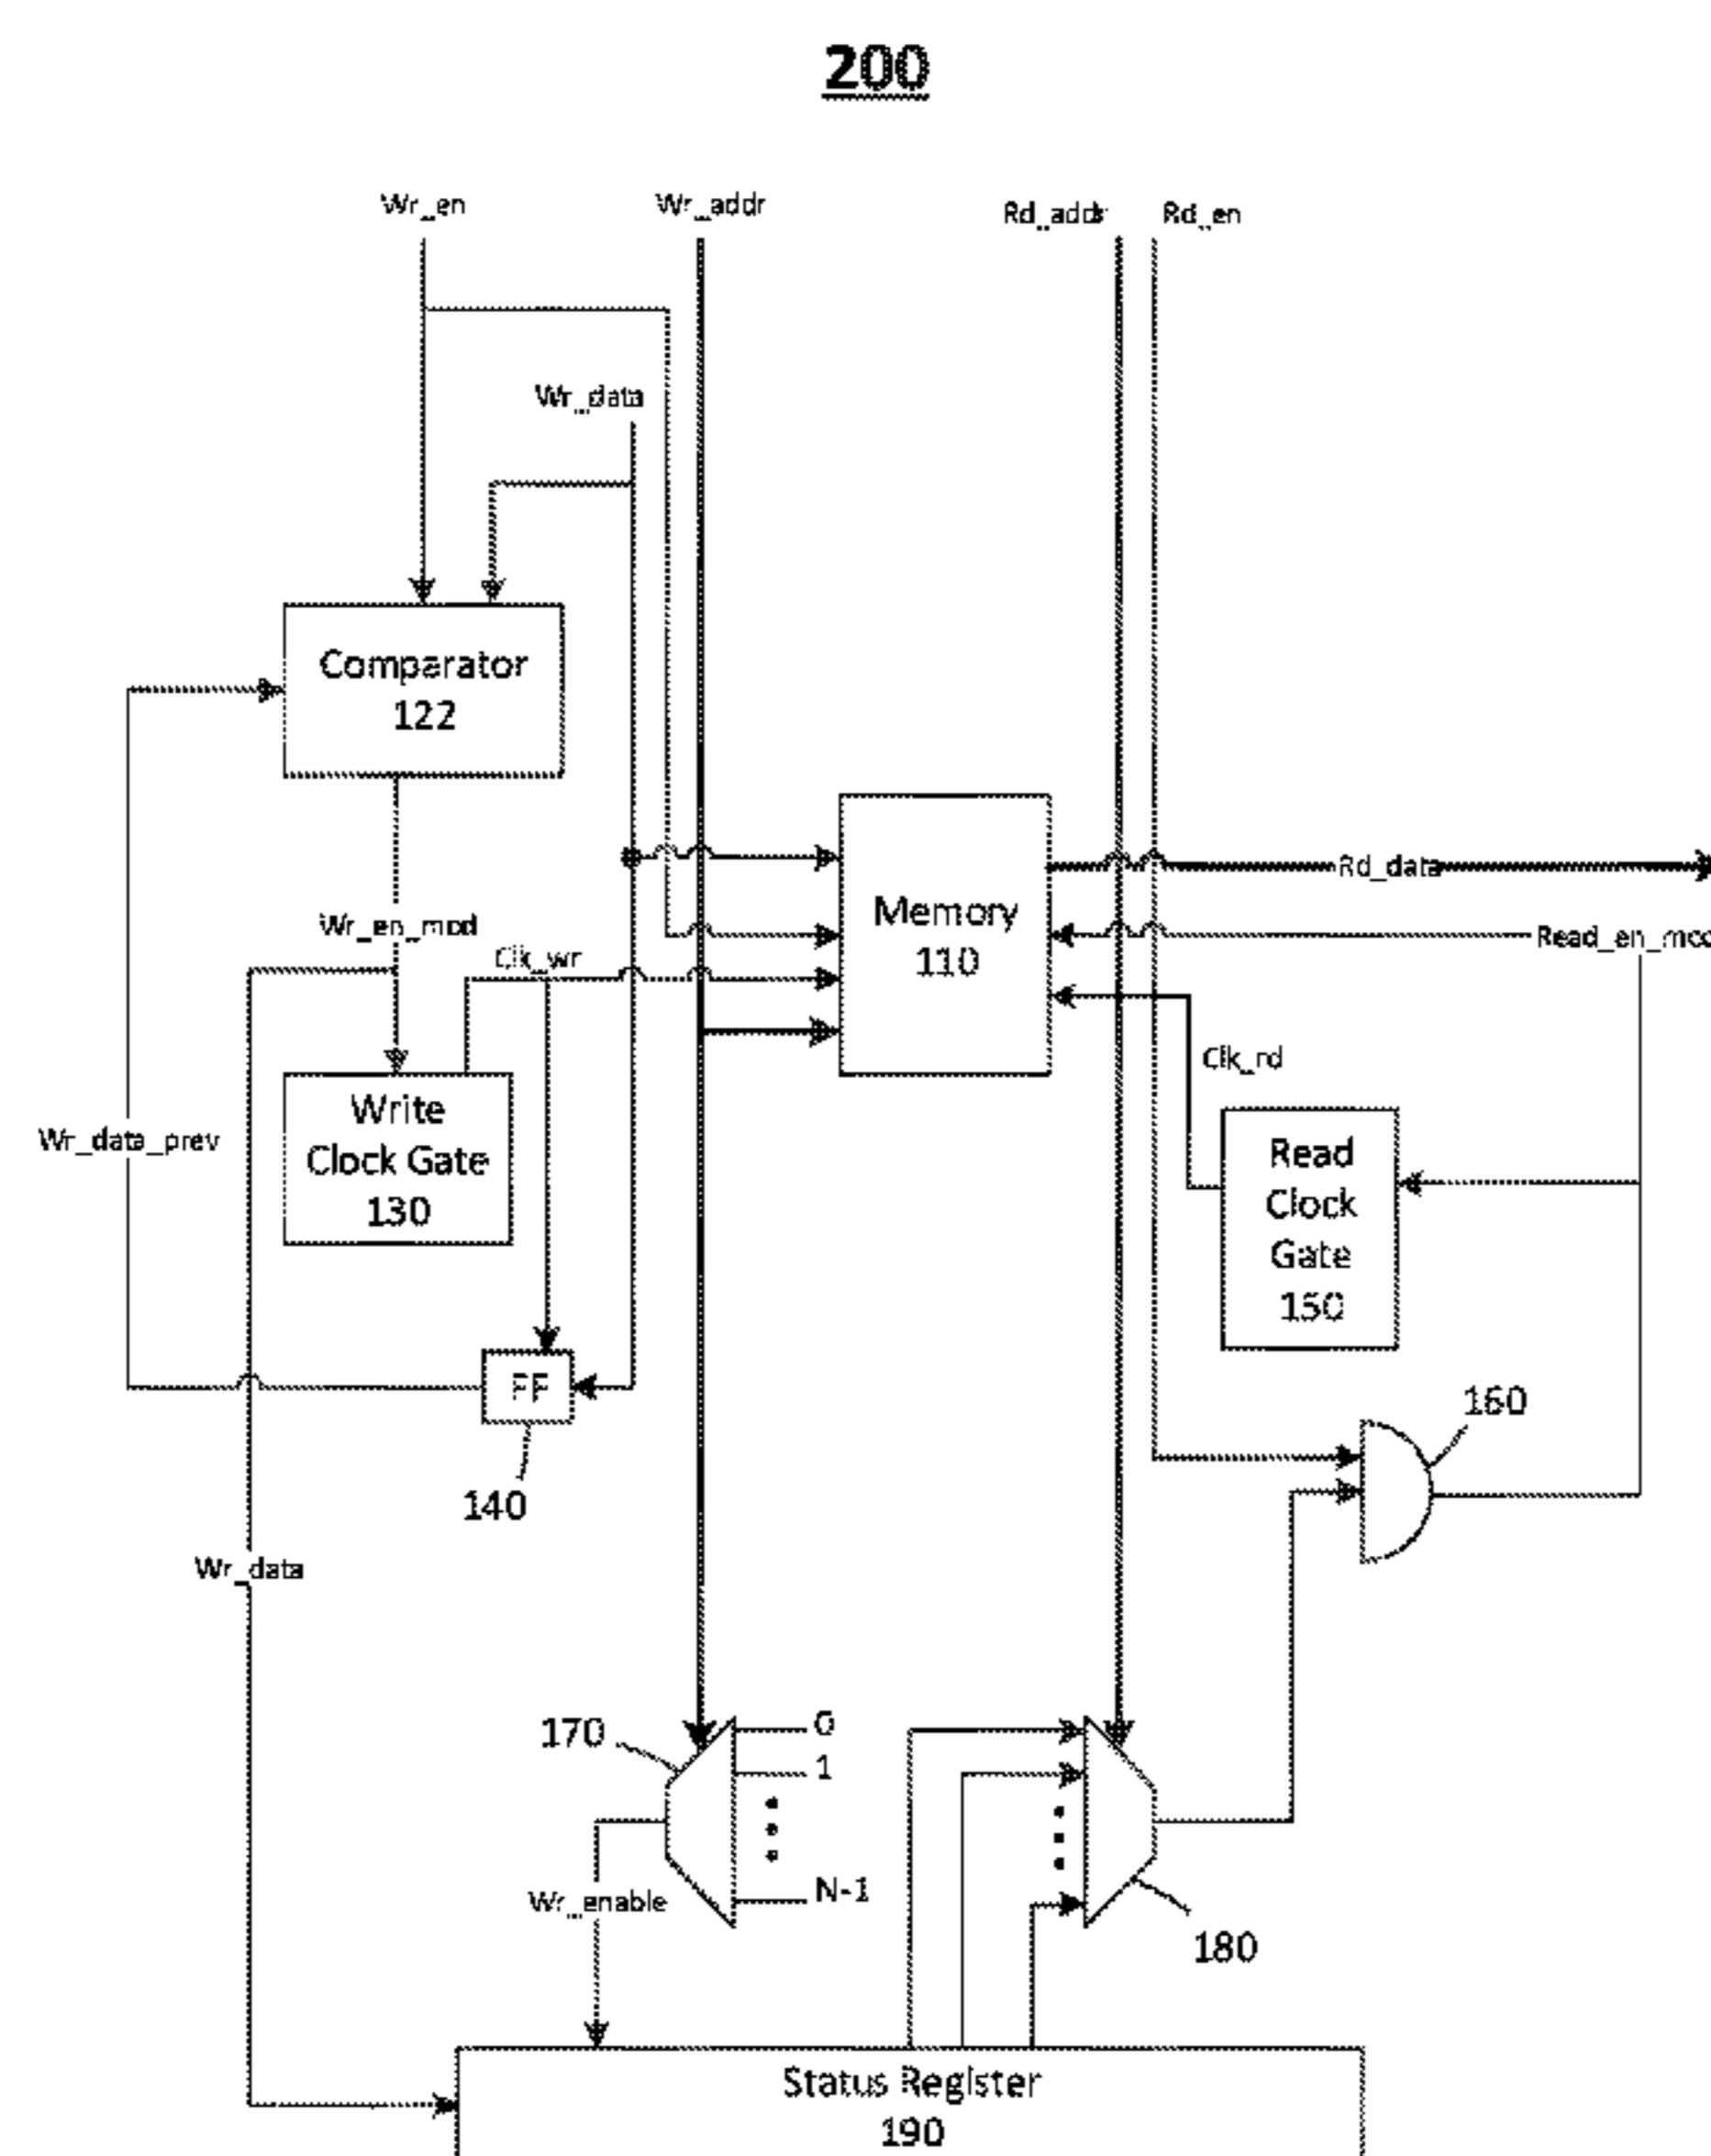 200
Wr_en
Wr_addr
Rd_addr
Rd_en
Wr_data
Comparator
122
Memory
110
Rd_data
Wr_en_mod
Clk_wr
Read_en_mod
Clk_rd
Write
Clock Gate
130
Wr_data_prev
Read
Clock
Gate
150
FF
140
160
Wr_data
170
0
1
N-1
Wr_enable
180
Status Register
190